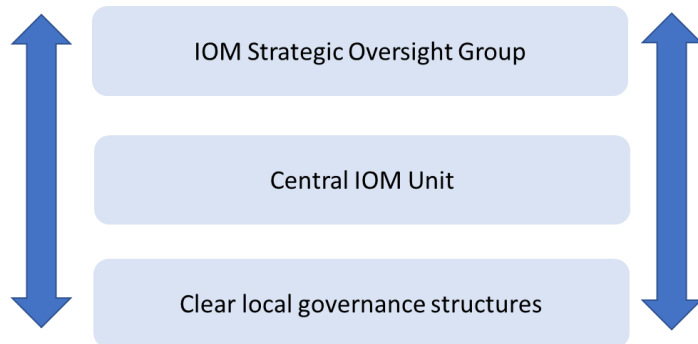 IOM Strategic Oversight Group
Central IOM Unit
Clear local governance structures